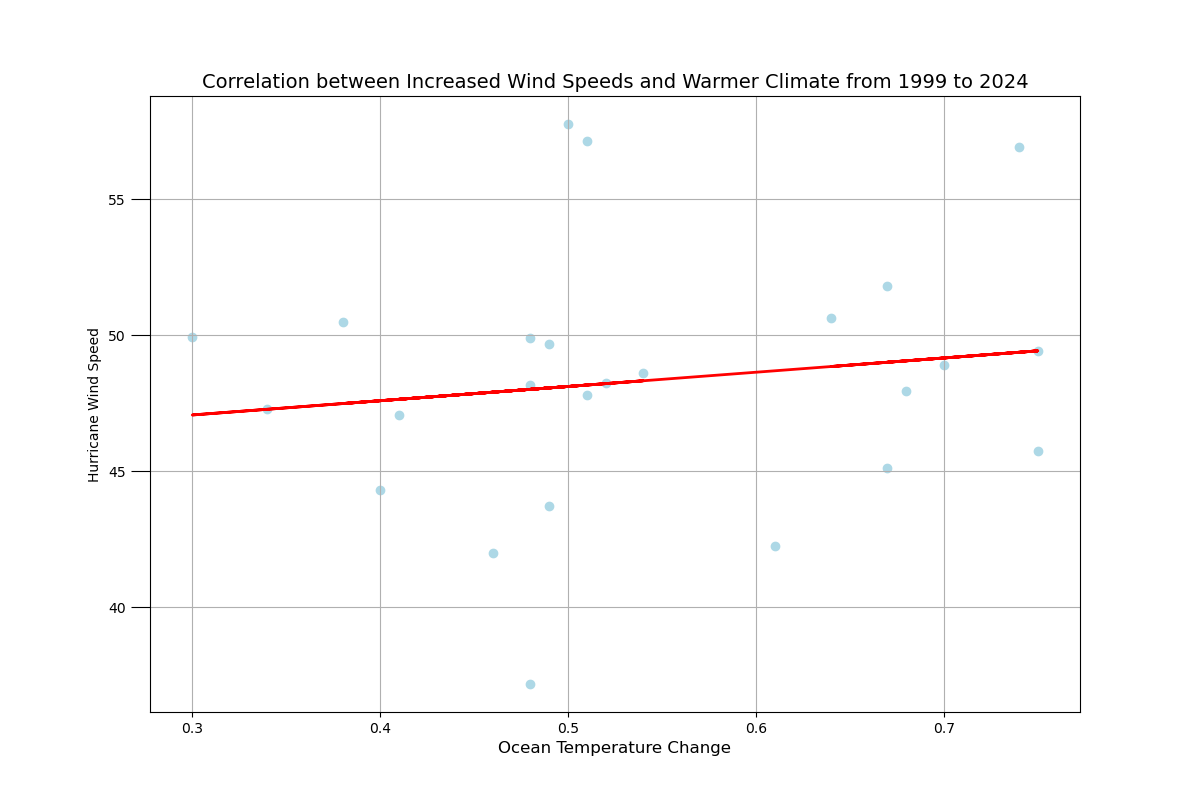 Correlation between Increased Wind Speeds and Warmer Climate from 1999 to 2024
Hurricane Wind Speed
55
50
45
40
0.3 0.4 0.5 0.6 0.7
Ocean Temperature Change